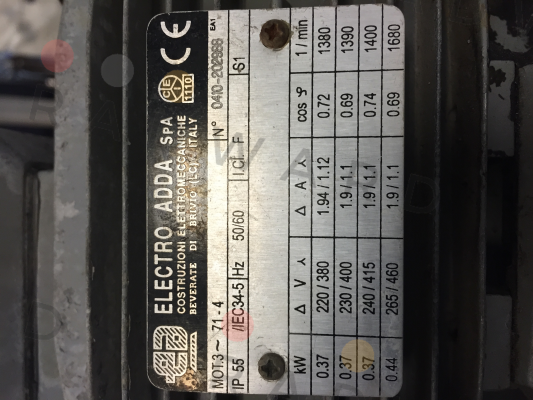 ELECTRO ADDA SPA
COSTRUZIONI ELETTROMECCANICHE
BEVERATE DI BRIVIO (LC) - ITALY
CE
1110
EA1
MOT.3~ 71-4 N° 0410-202668
IP 55 /IEC34-5 Hz 50/60 I.Cl. F S1
kW Δ V ⅄ Δ A ⅄ cos φ 1/min
0.37 220/380 1.94/1.12 0.72 1380
0.37 230/400 1.9/1.1 0.69 1390
0.37 240/415 1.9/1.1 0.74 1400
0.44 265/460 1.9/1.1 0.69 1680